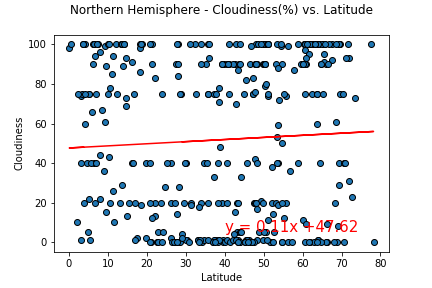 Northern Hemisphere - Cloudiness(%) vs. Latitude
100
80
60
40
20
0
Cloudiness
y = 0.11x +47.62
0 10 20 30 40 50 60 70 80
Latitude